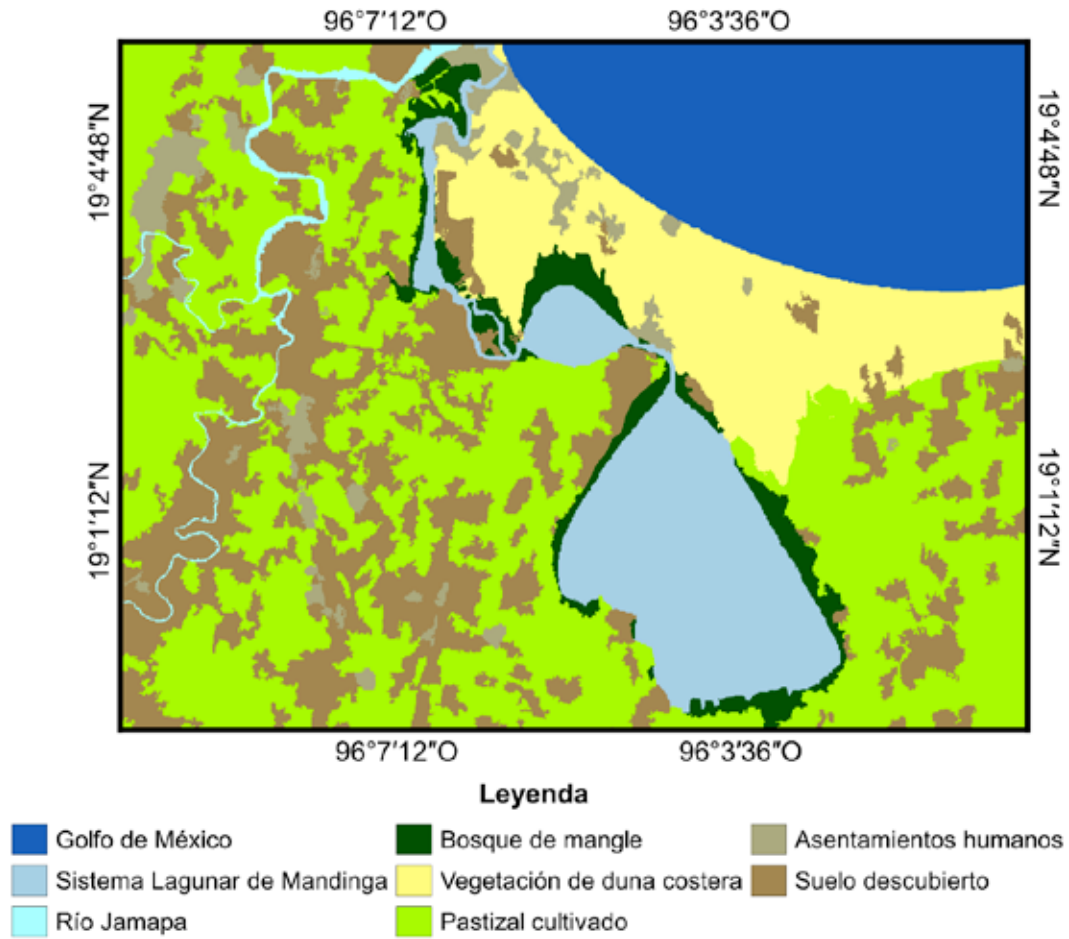 96°7'12"O 96°3'36"O
19°4'48"N
19°4'48"N
19°1'12"N
19°1'12"N
96°7'12"O 96°3'36"O
Leyenda
Golfo de México
Bosque de mangle
Asentamientos humanos
Sistema Lagunar de Mandinga
Vegetación de duna costera
Suelo descubierto
Río Jamapa
Pastizal cultivado